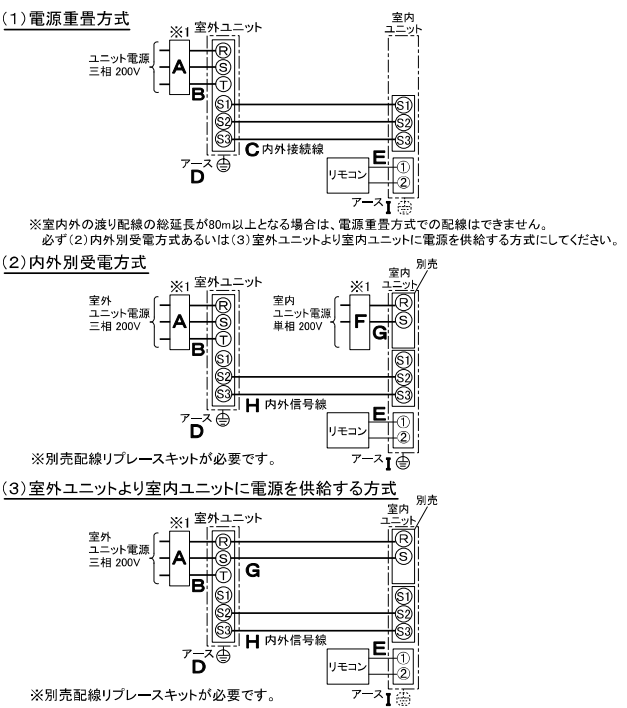 (1)電源重畳方式
※1
室外ユニット
室内
ユニット
ユニット電源
三相 200V
A
B
R
S
T
S1
S2
S3
S1
S2
S3
C 内外接続線
アース
D
E
リモコン
①
②
アース I
※室内外の渡り配線の総延長が80m以上となる場合は、電源重畳方式での配線はできません。
必ず(2)内外別受電方式あるいは(3)室外ユニットより室内ユニットに電源を供給する方式にしてください。
(2)内外別受電方式
※1
室外ユニット
※1
室内
ユニット
別売
室外
ユニット電源
三相 200V
A
B
R
S
T
S1
S2
S3
室内
ユニット電源
単相 200V
F
G
R
S
S1
S2
S3
H 内外信号線
アース
D
E
リモコン
①
②
アース I
※別売配線リプレースキットが必要です。
(3)室外ユニットより室内ユニットに電源を供給する方式
※1
室外ユニット
室内
ユニット
別売
室外
ユニット電源
三相 200V
A
B
R
S
T
S1
S2
S3
G
R
S
S1
S2
S3
H 内外信号線
アース
D
E
リモコン
①
②
アース I
※別売配線リプレースキットが必要です。